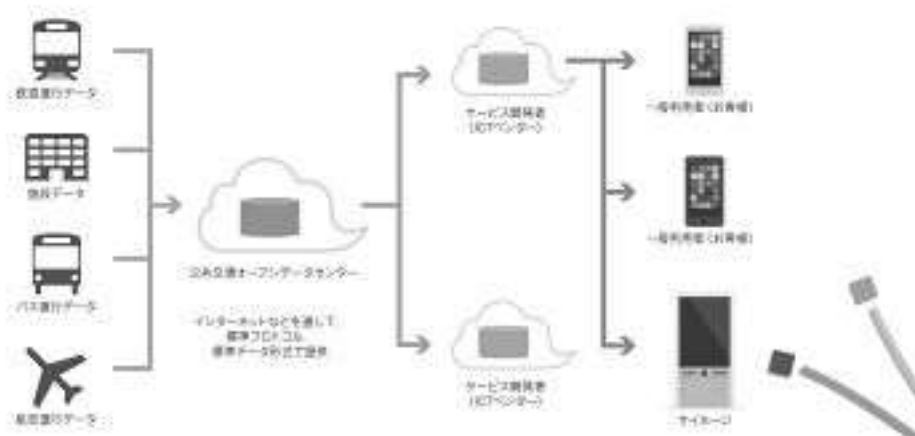 鉄道運行データ
施設データ
バス運行データ
航空運行データ
公共交通オープンデータセンター
インターネットなどを通して
標準プロトコル
標準データ形式で提供
サービス開発者
(ICTベンダー)
サービス開発者
(ICTベンダー)
一般利用者(お客様)
一般利用者(お客様)
サイネージ